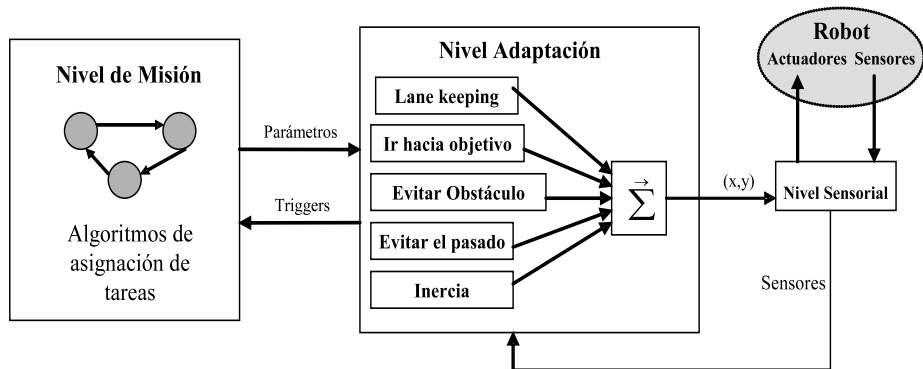 Nivel de Misión
Algoritmos de
asignación de
tareas
Parámetros
Triggers
Nivel Adaptación
Lane keeping
Ir hacia objetivo
Evitar Obstáculo
Evitar el pasado
Inercia
→
∑
(x,y)
Robot
Actuadores Sensores
Nivel Sensorial
Sensores